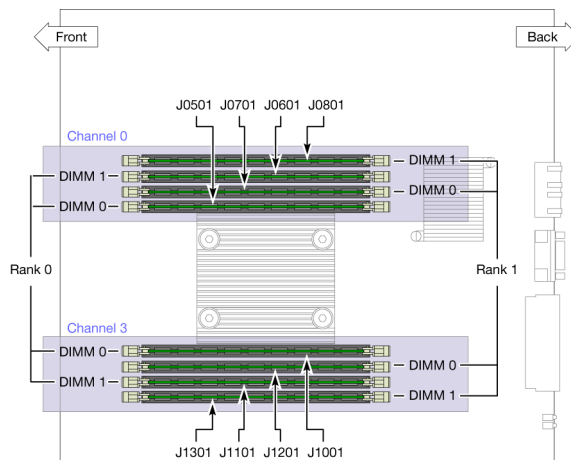 Front
Back
J0501 J0701 J0601 J0801
Channel 0
DIMM 1
DIMM 1
DIMM 0
DIMM 0
Rank 0
Rank 1
Channel 3
DIMM 0
DIMM 0
DIMM 1
DIMM 1
J1301 J1101 J1201 J1001